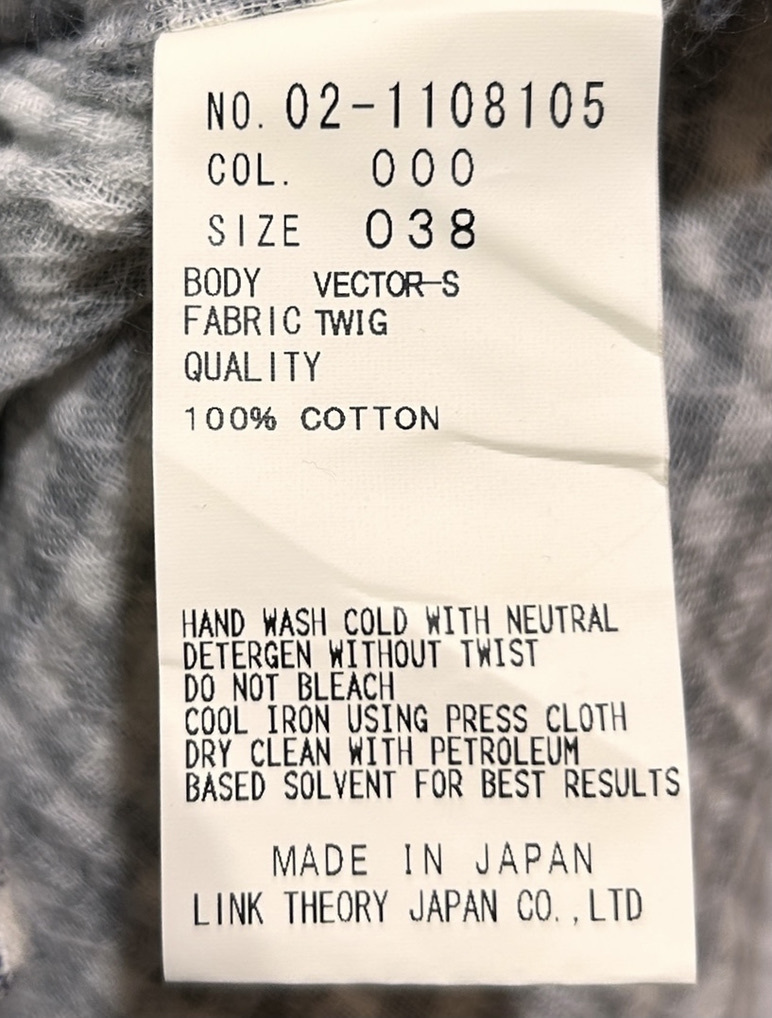 NO. 02-1108105
COL. 000
SIZE 038
BODY VECTOR-S
FABRIC TWIG
QUALITY
100% COTTON
HAND WASH COLD WITH NEUTRAL
DETERGEN WITHOUT TWIST
DO NOT BLEACH
COOL IRON USING PRESS CLOTH
DRY CLEAN WITH PETROLEUM
BASED SOLVENT FOR BEST RESULTS
MADE IN JAPAN
LINK THEORY JAPAN CO.,LTD